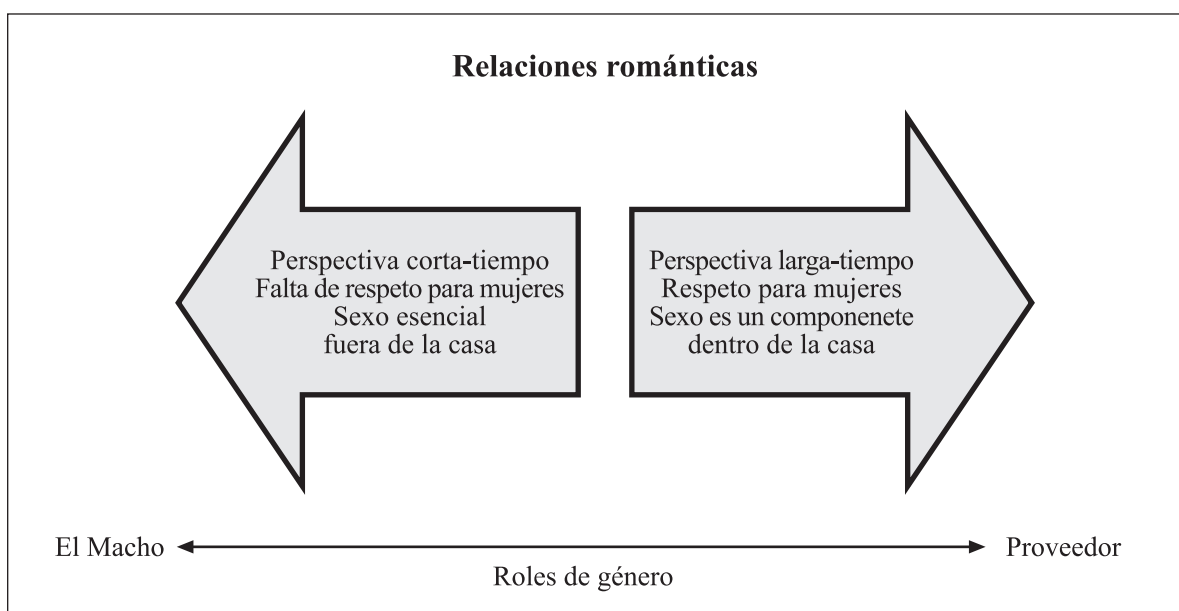 Relaciones románticas
Perspectiva corta-tiempo
Falta de respeto para mujeres
Sexo esencial
fuera de la casa
Perspectiva larga-tiempo
Respeto para mujeres
Sexo es un componenete
dentro de la casa
El Macho
Proveedor
Roles de género